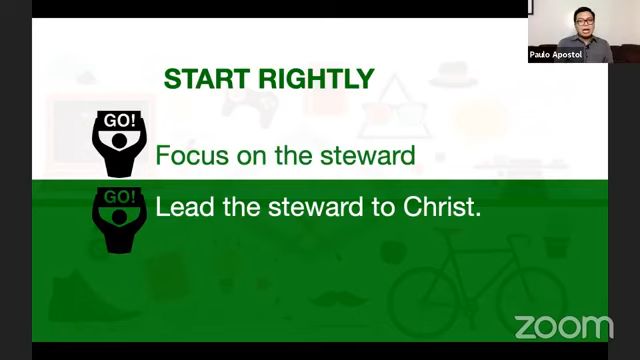 Paulo Apostol
START RIGHTLY
GO!
Focus on the steward
GO!
Lead the steward to Christ.
zoom